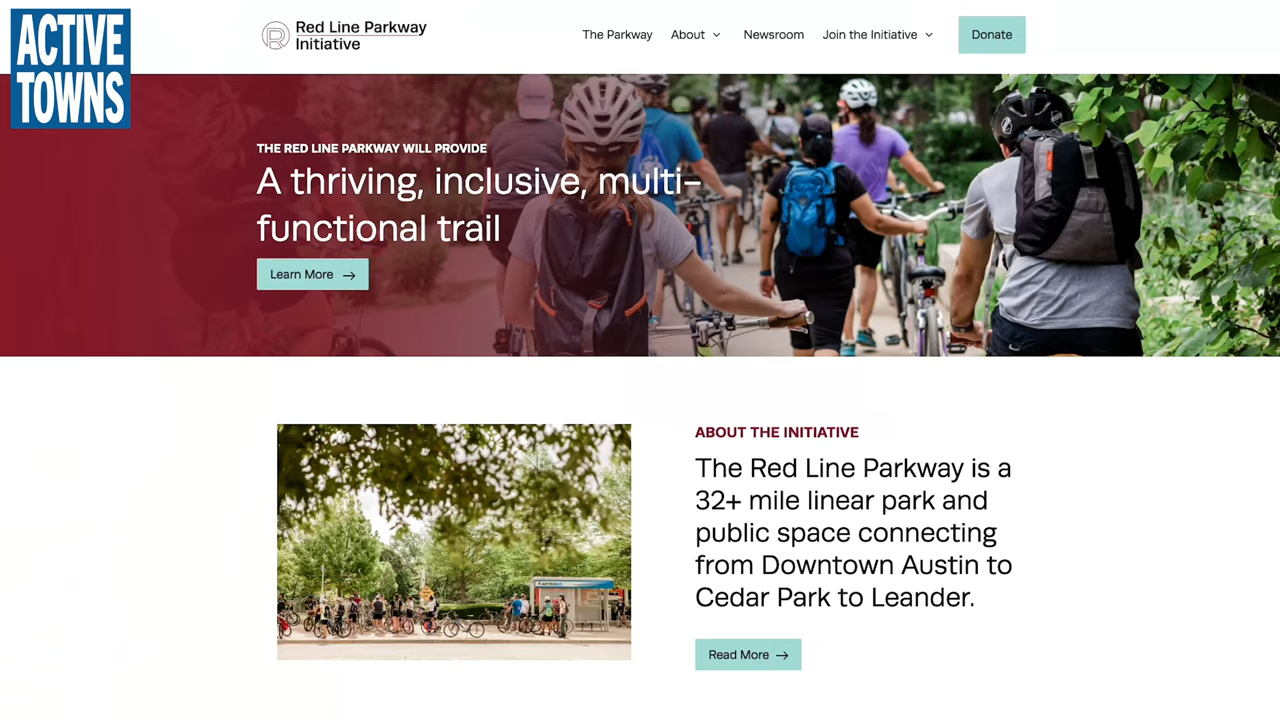 ACTIVE
TOWNS
Red Line Parkway
Initiative
The Parkway
About
Newsroom
Join the Initiative
Donate
THE RED LINE PARKWAY WILL PROVIDE
A thriving, inclusive, multi-
functional trail
Learn More →
ABOUT THE INITIATIVE
The Red Line Parkway is a
32+ mile linear park and
public space connecting
from Downtown Austin to
Cedar Park to Leander.
Read More →